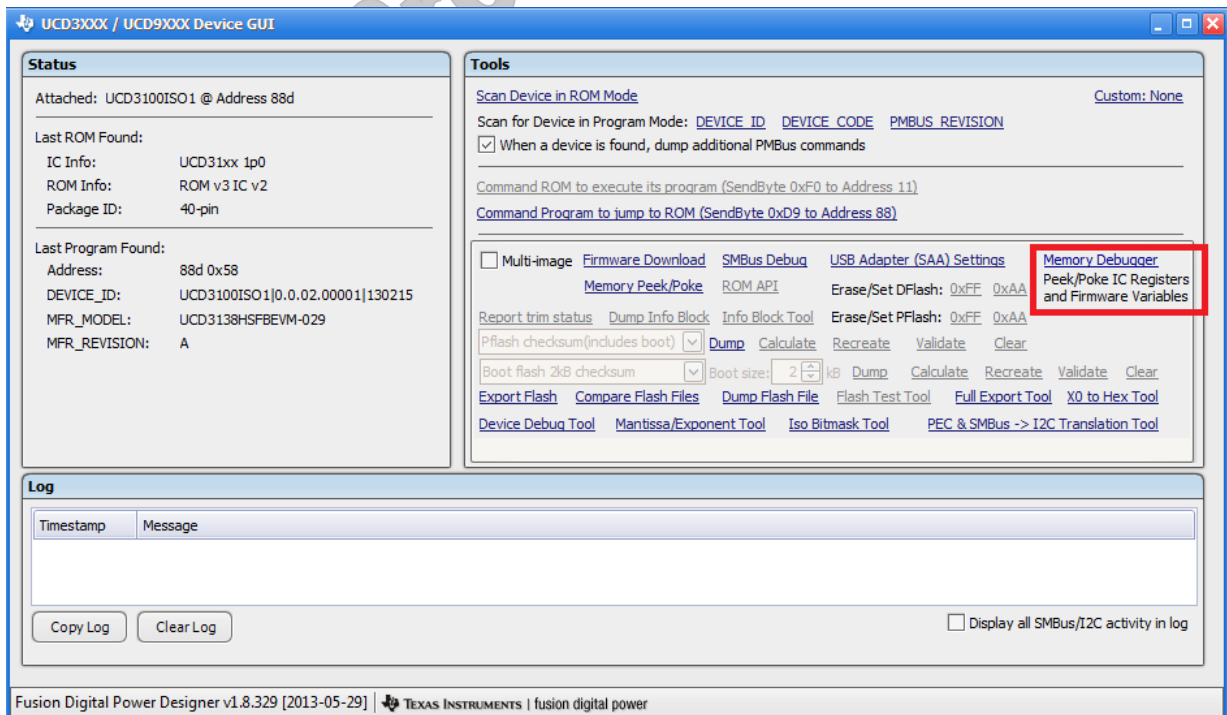 UCD3XXX / UCD9XXX Device GUI
Status
Attached: UCD3100ISO1 @ Address 88d
Last ROM Found:
IC Info: UCD31xx 1p0
ROM Info: ROM v3 IC v2
Package ID: 40-pin
Last Program Found:
Address: 88d 0x58
DEVICE_ID: UCD3100ISO1|0.0.02.00001|130215
MFR_MODEL: UCD3138HSFBEVM-029
MFR_REVISION: A
Tools
Scan Device in ROM Mode Custom: None
Scan for Device in Program Mode: DEVICE_ID DEVICE_CODE PMBUS_REVISION
When a device is found, dump additional PMBus commands
Command ROM to execute its program (SendByte 0xF0 to Address 11)
Command Program to jump to ROM (SendByte 0xD9 to Address 88)
Multi-image Firmware Download SMBus Debug USB Adapter (SAA) Settings Memory Debugger
Memory Peek/Poke ROM API Erase/Set DFlash: 0xFF 0xAA Peek/Poke IC Registers
and Firmware Variables
Report trim status Dump Info Block Info Block Tool Erase/Set PFlash: 0xFF 0xAA
Pflash checksum(includes boot) Dump Calculate Recreate Validate Clear
Boot flash 2kB checksum Boot size: 2 kB Dump Calculate Recreate Validate Clear
Export Flash Compare Flash Files Dump Flash File Flash Test Tool Full Export Tool X0 to Hex Tool
Device Debug Tool Mantissa/Exponent Tool Iso Bitmask Tool PEC & SMBus -> I2C Translation Tool
Log
Timestamp Message
Copy Log Clear Log Display all SMBus/I2C activity in log
Fusion Digital Power Designer v1.8.329 [2013-05-29] TEXAS INSTRUMENTS | fusion digital power